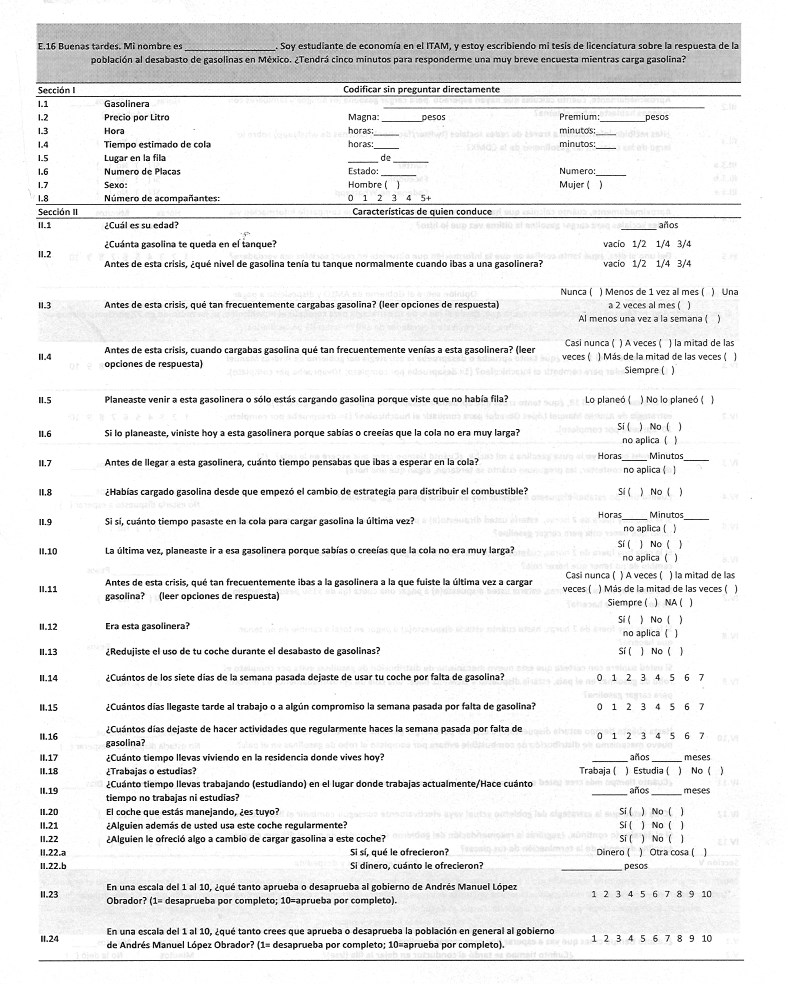 E.16 Buenas tardes. Mi nombre es ________________. Soy estudiante de economía en el ITAM, y estoy escribiendo mi tesis de licenciatura sobre la respuesta de la
población al desabasto de gasolinas en México. ¿Tendrá cinco minutos para responderme una muy breve encuesta mientras carga gasolina?
Sección I Codificar sin preguntar directamente
I.1 Gasolinera ________________
I.2 Precio por Litro Magna: ________pesos Premium:________pesos
I.3 Hora horas:_____ minutos:____
I.4 Tiempo estimado de cola horas:_____ minutos:____
I.5 Lugar en la fila ______ de _______
I.6 Numero de Placas Estado: _______ Numero:______
I.7 Sexo: Hombre ( ) Mujer ( )
I.8 Número de acompañantes: 0 1 2 3 4 5+
Sección II Características de quien conduce
II.1 ¿Cuál es su edad? _______ años
II.2 ¿Cuánta gasolina te queda en el tanque? vacío 1/2 1/4 3/4
Antes de esta crisis, ¿qué nivel de gasolina tenía tu tanque normalmente cuando ibas a una gasolinera? vacío 1/2 1/4 3/4
II.3 Antes de esta crisis, qué tan frecuentemente cargabas gasolina? (leer opciones de respuesta) Nunca ( ) Menos de 1 vez al mes ( ) Una
a 2 veces al mes ( )
Al menos una vez a la semana ( )
II.4 Antes de esta crisis, cuando cargabas gasolina qué tan frecuentemente venías a esta gasolinera? (leer
opciones de respuesta) Casi nunca ( ) A veces ( ) la mitad de las
veces ( ) Más de la mitad de las veces ( )
Siempre ( )
II.5 Planeaste venir a esta gasolinera o sólo estás cargando gasolina porque viste que no había fila? Lo planeó ( ) No lo planeó ( )
II.6 Si lo planeaste, viniste hoy a esta gasolinera porque sabías o creeías que la cola no era muy larga? Sí ( ) No ( )
no aplica ( )
II.7 Antes de llegar a esta gasolinera, cuánto tiempo pensabas que ibas a esperar en la cola? Horas_____ Minutos_____
no aplica ( )
II.8 ¿Habías cargado gasolina desde que empezó el cambio de estrategia para distribuir el combustible? Sí ( ) No ( )
II.9 Si sí, cuánto tiempo pasaste en la cola para cargar gasolina la última vez? Horas_____ Minutos_____
no aplica ( )
II.10 La última vez, planeaste ir a esa gasolinera porque sabías o creeías que la cola no era muy larga? Sí ( ) No ( )
no aplica ( )
II.11 Antes de esta crisis, qué tan frecuentemente ibas a la gasolinera a la que fuiste la última vez a cargar
gasolina? (leer opciones de respuesta) Casi nunca ( ) A veces ( ) la mitad de las
veces ( ) Más de la mitad de las veces ( )
Siempre ( ) NA ( )
II.12 Era esta gasolinera? Sí ( ) No ( )
no aplica ( )
II.13 ¿Redujiste el uso de tu coche durante el desabasto de gasolinas? Sí ( ) No ( )
II.14 ¿Cuántos de los siete días de la semana pasada dejaste de usar tu coche por falta de gasolina? 0 1 2 3 4 5 6 7
II.15 ¿Cuántos días llegaste tarde al trabajo o a algún compromiso la semana pasada por falta de gasolina? 0 1 2 3 4 5 6 7
II.16 ¿Cuántos días dejaste de hacer actividades que regularmente haces la semana pasada por falta de
gasolina? 0 1 2 3 4 5 6 7
II.17 ¿Cuánto tiempo llevas viviendo en la residencia donde vives hoy? _______ años ______ meses
II.18 ¿Trabajas o estudias? Trabaja ( ) Estudia ( ) No ( )
II.19 ¿Cuánto tiempo llevas trabajando (estudiando) en el lugar donde trabajas actualmente/Hace cuánto
tiempo no trabajas ni estudias? _______ años ______ meses
II.20 El coche que estás manejando, ¿es tuyo? Sí ( ) No ( )
II.21 ¿Alguien además de usted usa este coche regularmente? Sí ( ) No ( )
II.22 ¿Alguien le ofreció algo a cambio de cargar gasolina a este coche? Sí ( ) No ( )
II.22.a Si sí, qué le ofrecieron? Dinero ( ) Otra cosa ( )
II.22.b Si dinero, cuánto le ofrecieron? ____________ pesos
II.23 En una escala del 1 al 10, ¿qué tanto aprueba o desaprueba al gobierno de Andrés Manuel López
Obrador? (1= desaprueba por completo; 10=aprueba por completo). 1 2 3 4 5 6 7 8 9 10
II.24 En una escala del 1 al 10, ¿qué tanto crees que aprueba o desaprueba la población en general al gobierno
de Andrés Manuel López Obrador? (1= desaprueba por completo; 10=aprueba por completo). 1 2 3 4 5 6 7 8 9 10